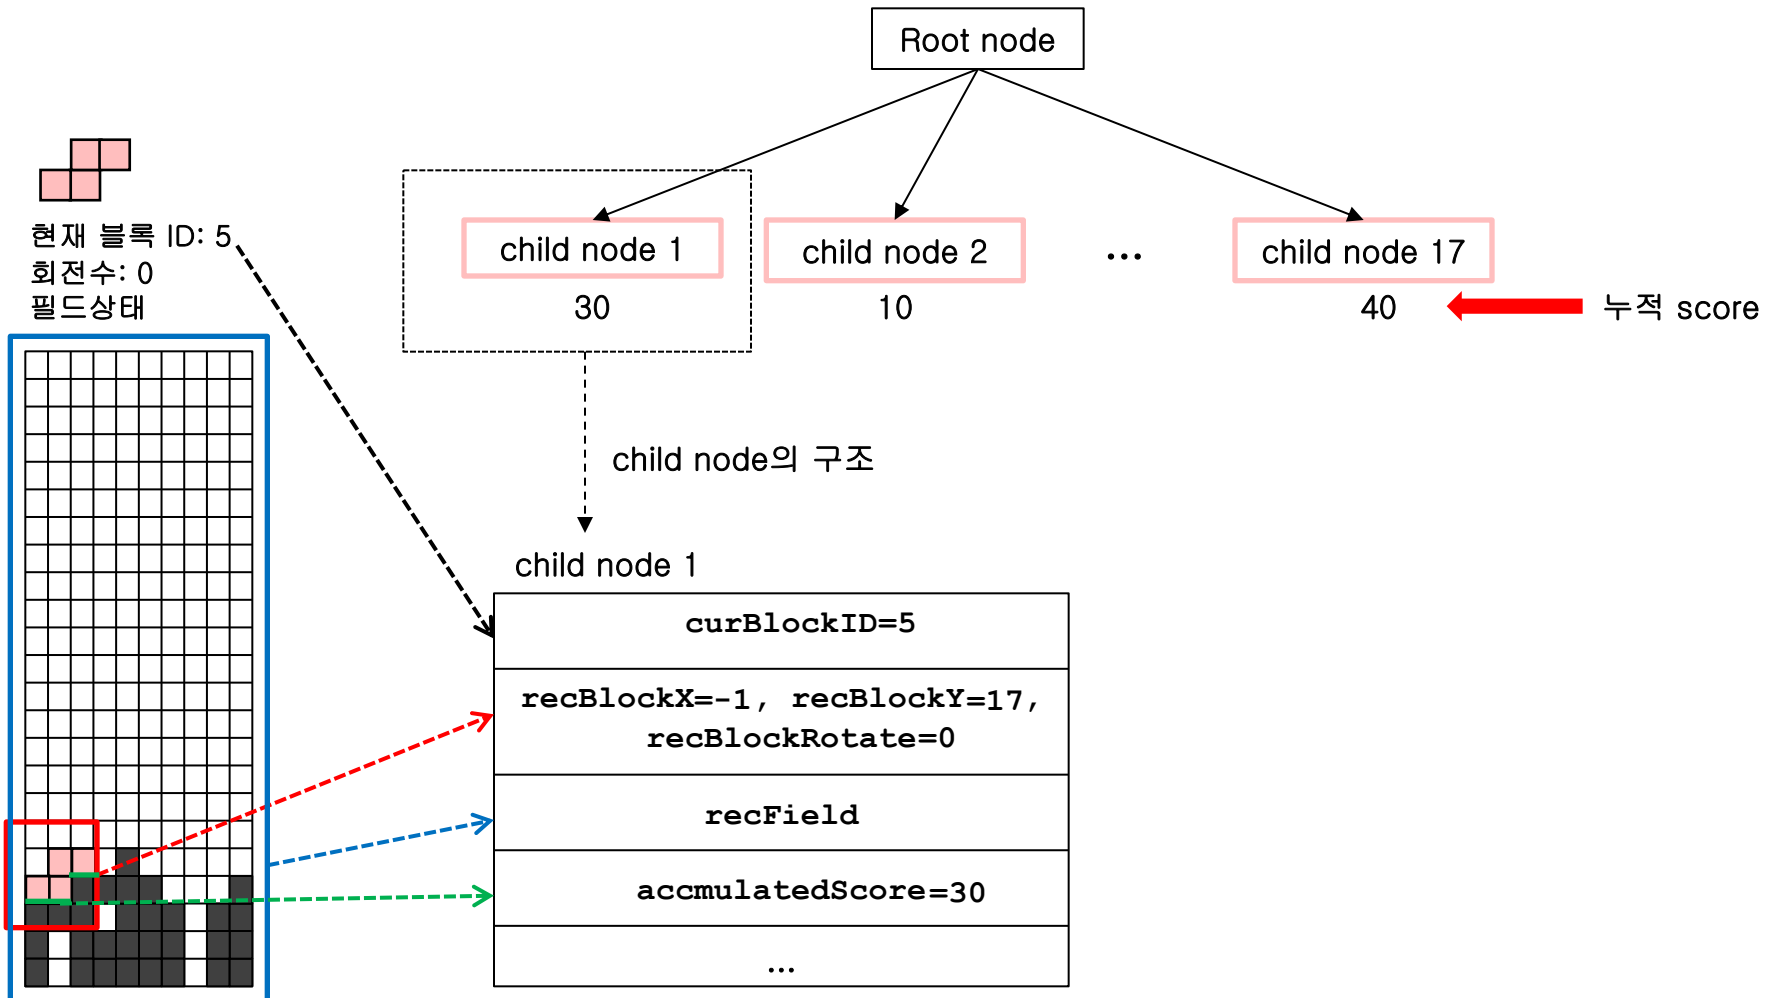 Root node
현재 블록 ID: 5
회전수: 0
필드상태
child node 1
child node 2
...
child node 17
30
10
40
누적 score
child node의 구조
child node 1
curBlockID=5
recBlockX=-1, recBlockY=17,
recBlockRotate=0
recField
accmulatedScore=30
...